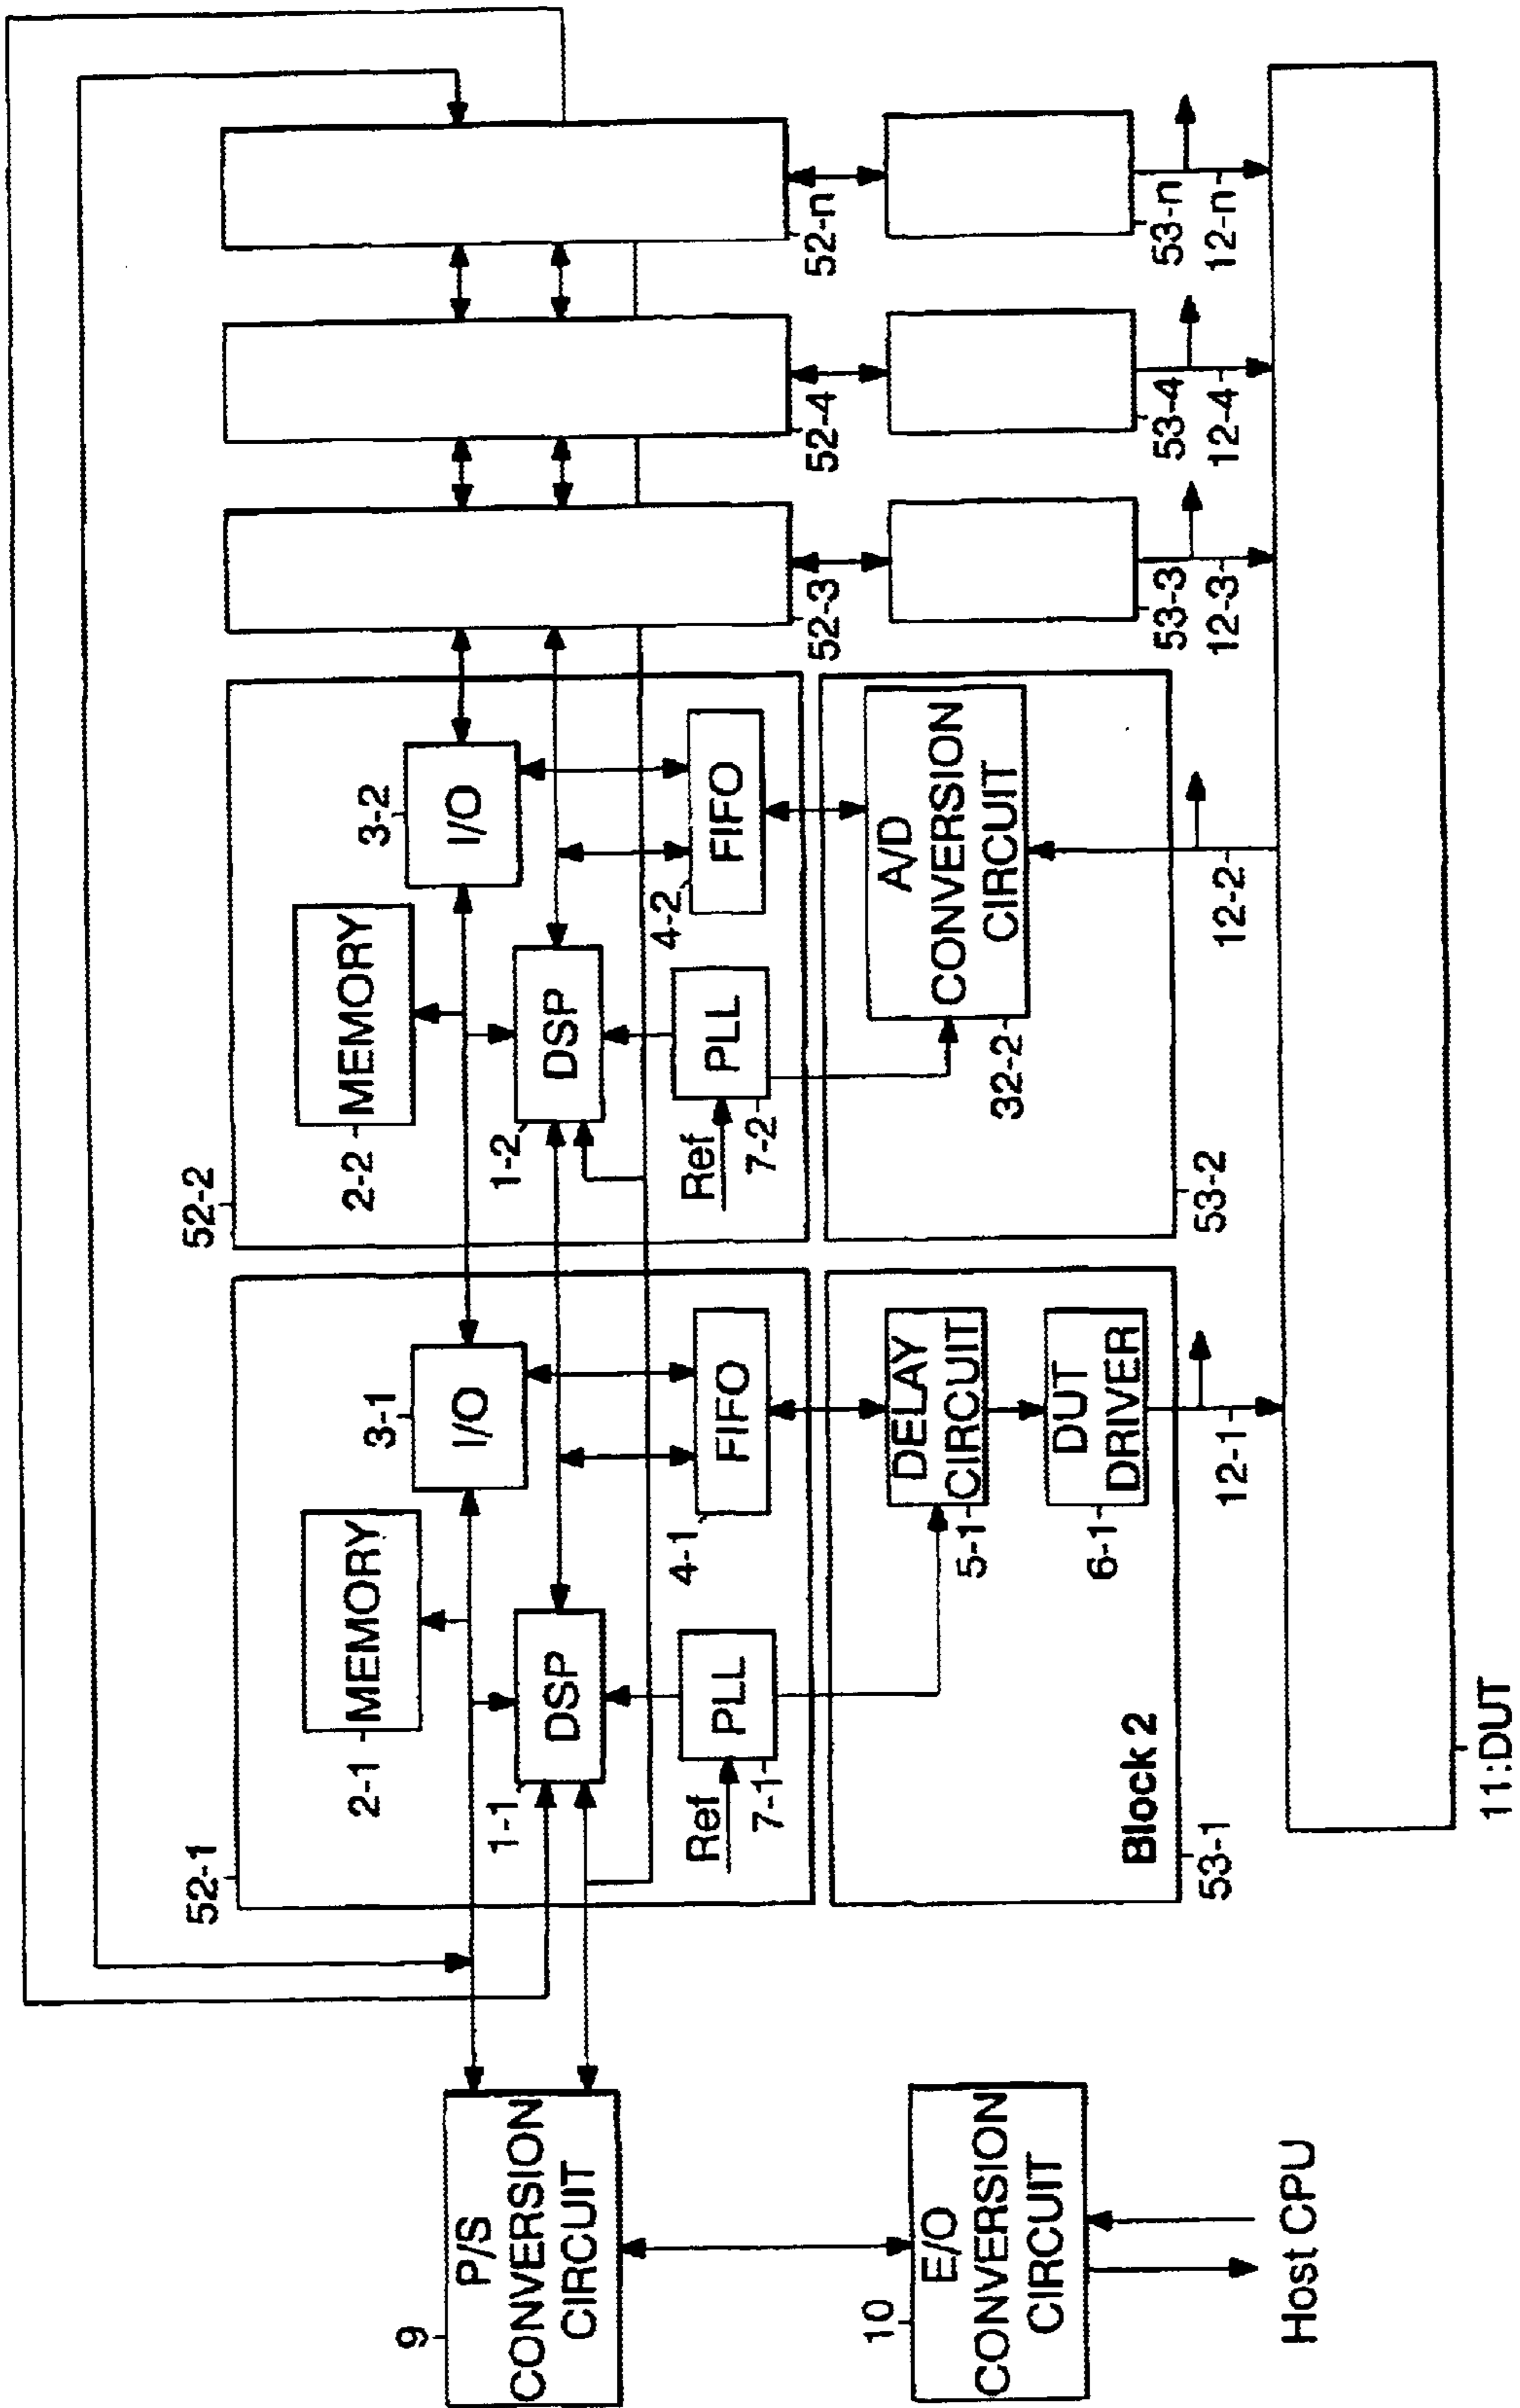 9
P/S
CONVERSION
CIRCUIT
10
E/O
CONVERSION
CIRCUIT
Host CPU
52-1
2-1
MEMORY
3-1
I/O
1-1
DSP
Ref
7-1
PLL
4-1
FIFO
5-1
DELAY
CIRCUIT
6-1
DUT
DRIVER
Block 2
53-1
12-1
52-2
2-2
MEMORY
3-2
I/O
1-2
DSP
Ref
7-2
PLL
4-2
FIFO
32-2
A/D
CONVERSION
CIRCUIT
53-2
12-2
52-3
53-3
12-3
52-4
53-4
12-4
52-n
53-n
12-n
11:DUT